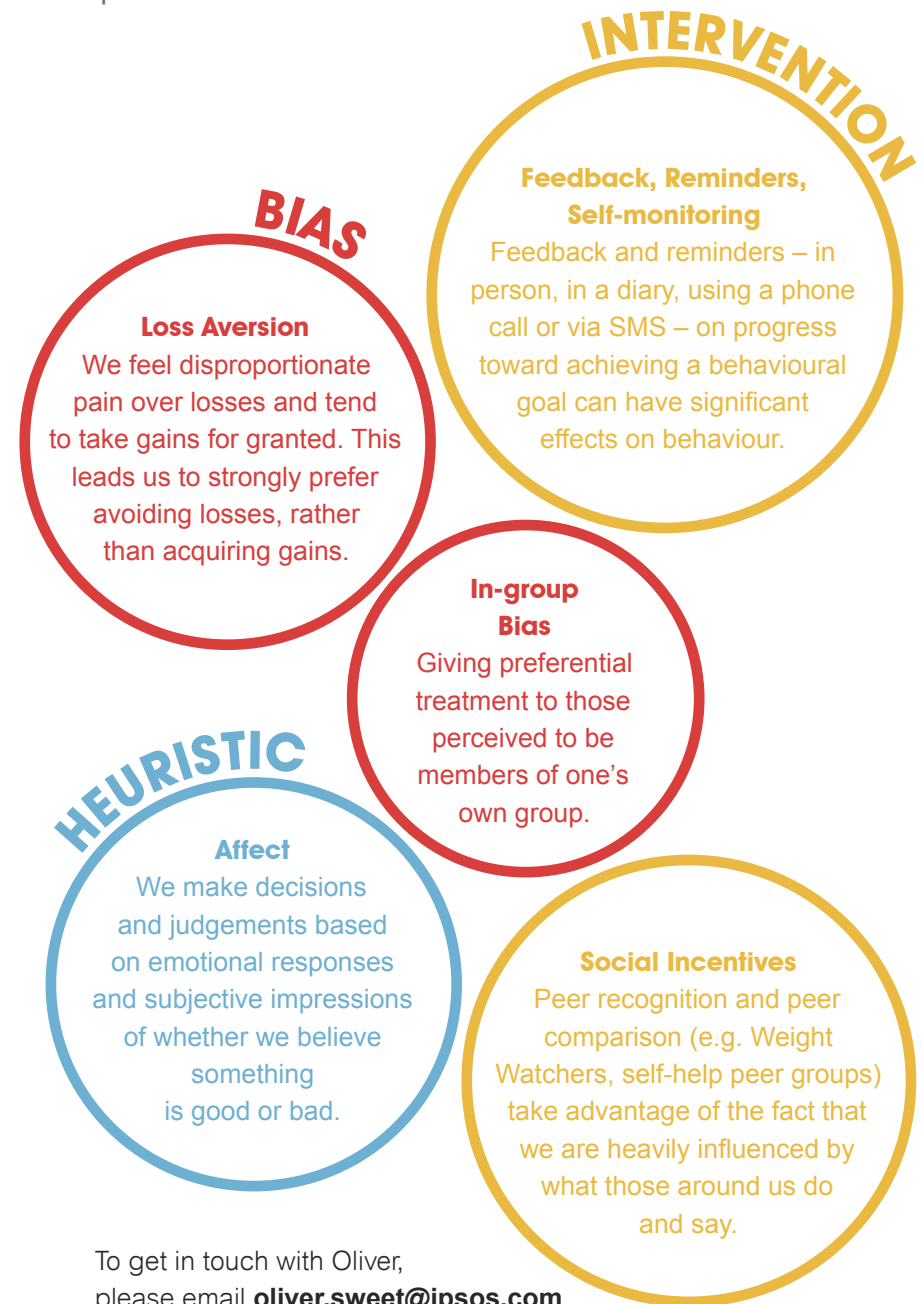 INTERVENTION
Feedback, Reminders,
Self-monitoring
Feedback and reminders – in
person, in a diary, using a phone
call or via SMS – on progress
toward achieving a behavioural
goal can have significant
effects on behaviour.
BIAS
Loss Aversion
We feel disproportionate
pain over losses and tend
to take gains for granted. This
leads us to strongly prefer
avoiding losses, rather
than acquiring gains.
In-group
Bias
Giving preferential
treatment to those
perceived to be
members of one’s
own group.
HEURISTIC
Affect
We make decisions
and judgements based
on emotional responses
and subjective impressions
of whether we believe
something
is good or bad.
Social Incentives
Peer recognition and peer
comparison (e.g. Weight
Watchers, self-help peer groups)
take advantage of the fact that
we are heavily influenced by
what those around us do
and say.
To get in touch with Oliver,
please email oliver.sweet@ipsos.com